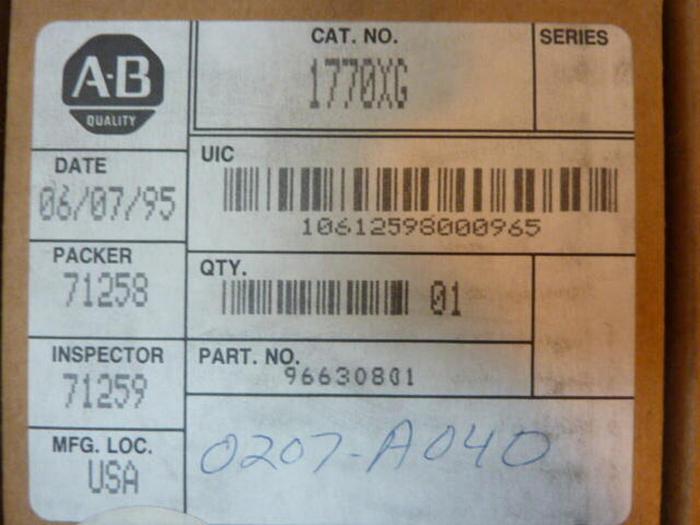 A-B
QUALITY
CAT. NO.
1770XG
SERIES
DATE
06/07/95
UIC
10612598000965
PACKER
71258
QTY.
01
INSPECTOR
71259
PART. NO.
96630801
MFG. LOC.
USA
0207-A040